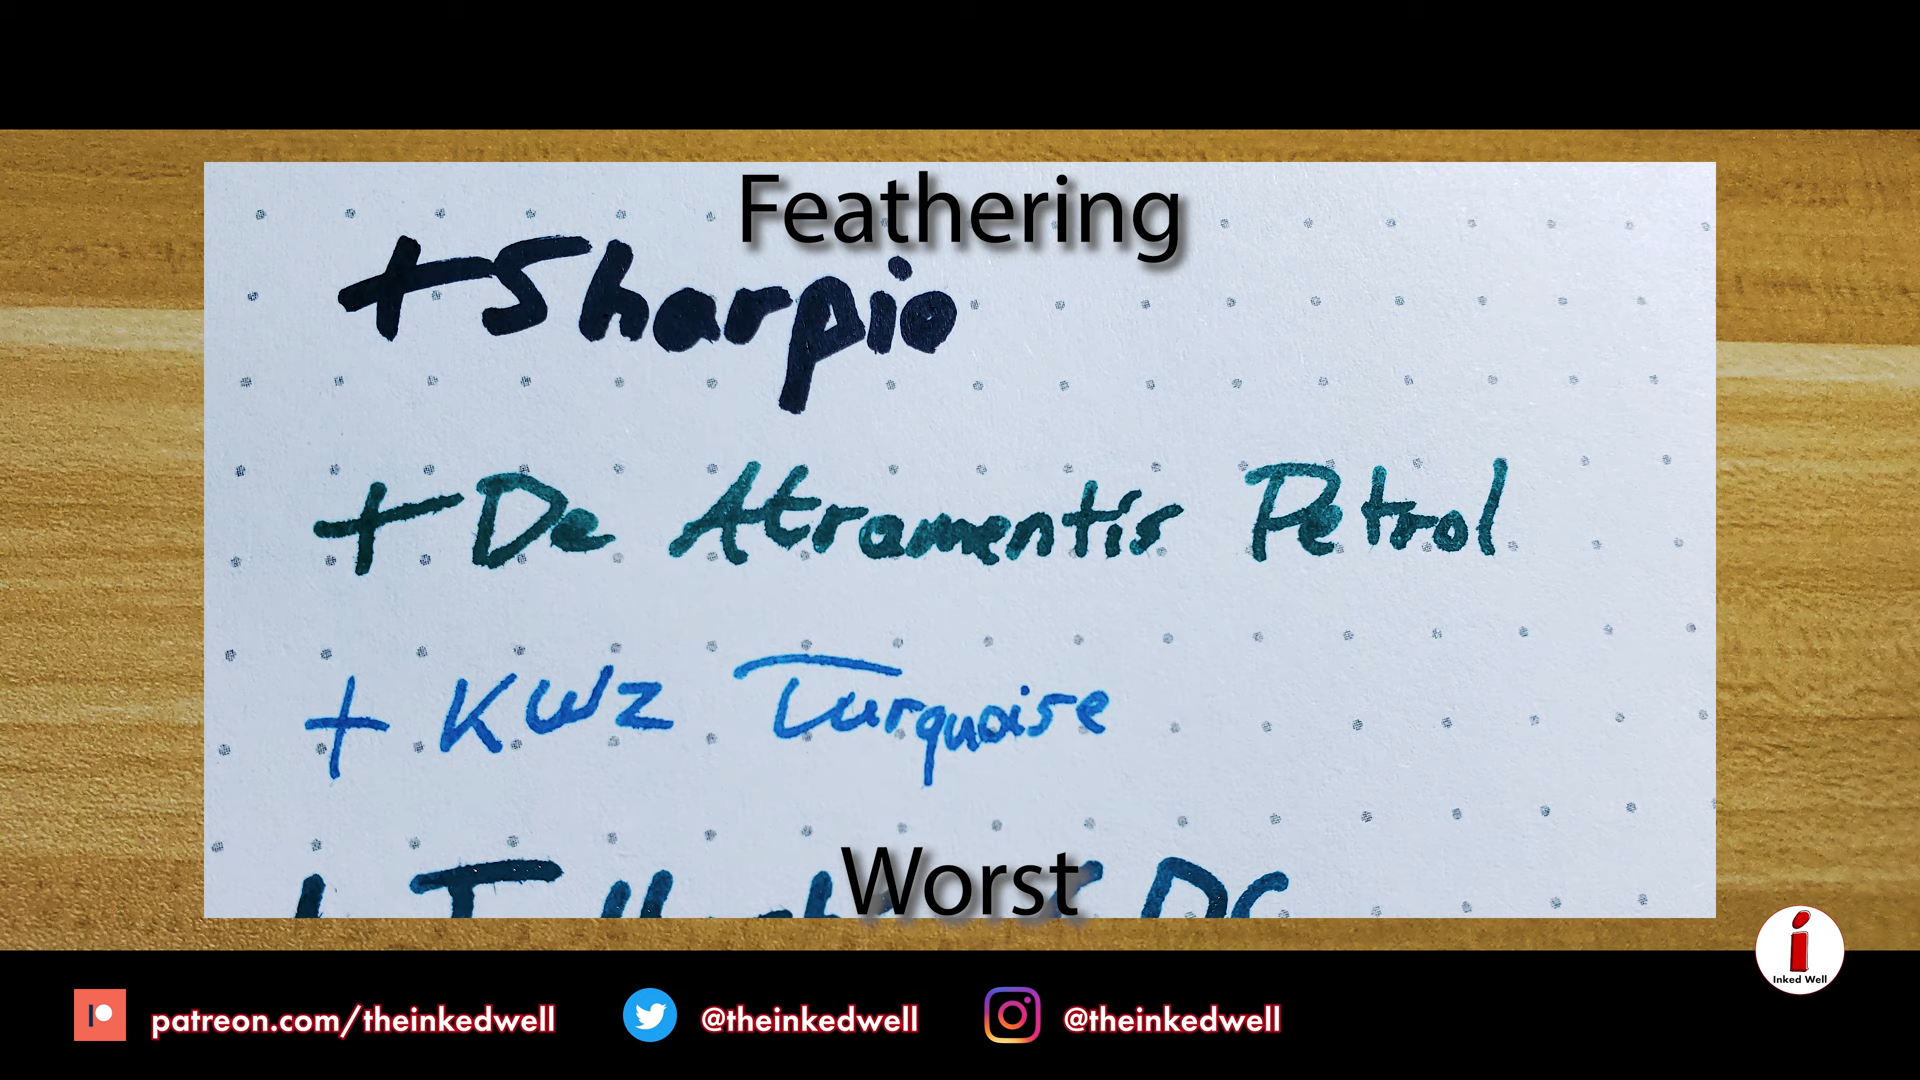 Feathering
+ Sharpie
+ De Atramentis Petrol
+ KWZ Turquoise
Worst
i
Inked Well
patreon.com/theinkedwell
@theinkedwell
@theinkedwell